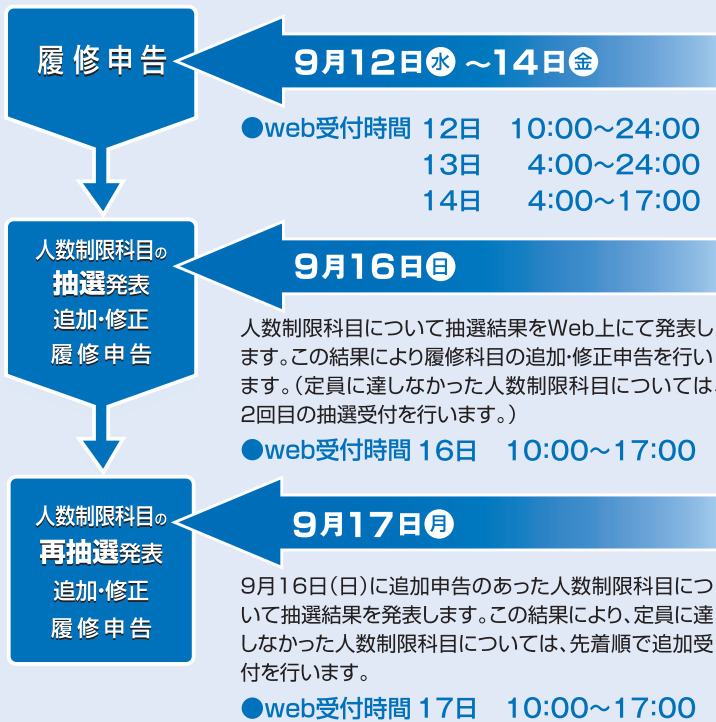 履修申告
9月12日㊌ ～14日㊎
●web受付時間 12日 10:00～24:00
13日 4:00～24:00
14日 4:00～17:00
人数制限科目の
抽選発表
追加・修正
履修申告
9月16日㊐
人数制限科目について抽選結果をWeb上にて発表し
ます。この結果により履修科目の追加・修正申告を行い
ます。（定員に達しなかった人数制限科目については、
2回目の抽選受付を行います。）
●web受付時間 16日 10:00～17:00
人数制限科目の
再抽選発表
追加・修正
履修申告
9月17日㊊
9月16日（日）に追加申告のあった人数制限科目につ
いて抽選結果を発表します。この結果により、定員に達
しなかった人数制限科目については、先着順で追加受
付を行います。
●web受付時間 17日 10:00～17:00